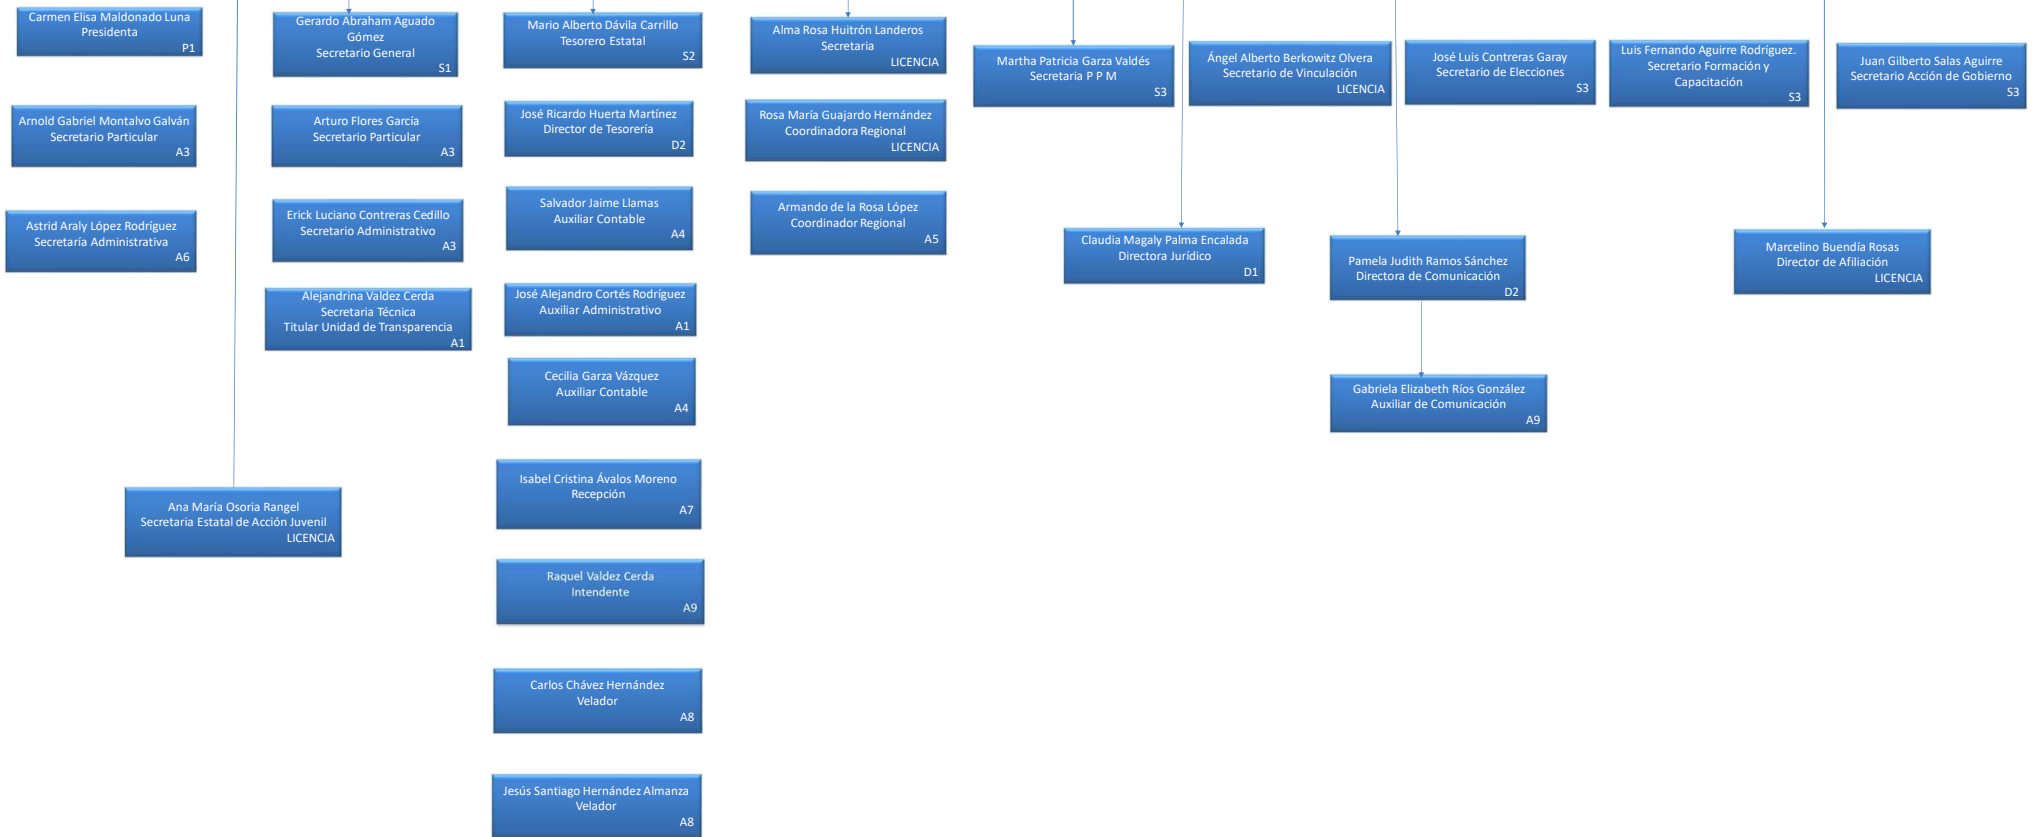 Carmen Elisa Maldonado Luna
Presidenta
P1
Arnold Gabriel Montalvo Galván
Secretario Particular
A3
Astrid Araly López Rodríguez
Secretaría Administrativa
A6
Ana María Osoria Rangel
Secretaria Estatal de Acción Juvenil
LICENCIA
Gerardo Abraham Aguado
Gómez
Secretario General
S1
Arturo Flores García
Secretario Particular
A3
Erick Luciano Contreras Cedillo
Secretario Administrativo
A3
Alejandrina Valdez Cerda
Secretaria Técnica
Titular Unidad de Transparencia
A1
Mario Alberto Dávila Carrillo
Tesorero Estatal
S2
José Ricardo Huerta Martínez
Director de Tesorería
D2
Salvador Jaime Llamas
Auxiliar Contable
A4
José Alejandro Cortés Rodríguez
Auxiliar Administrativo
A1
Cecilia Garza Vázquez
Auxiliar Contable
A4
Isabel Cristina Ávalos Moreno
Recepción
A7
Raquel Valdez Cerda
Intendente
A9
Carlos Chávez Hernández
Velador
A8
Jesús Santiago Hernández Almanza
Velador
A8
Alma Rosa Huitrón Landeros
Secretaria
LICENCIA
Rosa María Guajardo Hernández
Coordinadora Regional
LICENCIA
Armando de la Rosa López
Coordinador Regional
A5
Martha Patricia Garza Valdés
Secretaria P P M
S3
Ángel Alberto Berkowitz Olvera
Secretario de Vinculación
LICENCIA
Claudia Magaly Palma Encalada
Directora Jurídico
D1
José Luis Contreras Garay
Secretario de Elecciones
S3
Pamela Judith Ramos Sánchez
Directora de Comunicación
D2
Gabriela Elizabeth Ríos González
Auxiliar de Comunicación
A9
Luis Fernando Aguirre Rodríguez.
Secretario Formación y
Capacitación
S3
Juan Gilberto Salas Aguirre
Secretario Acción de Gobierno
S3
Marcelino Buendía Rosas
Director de Afiliación
LICENCIA